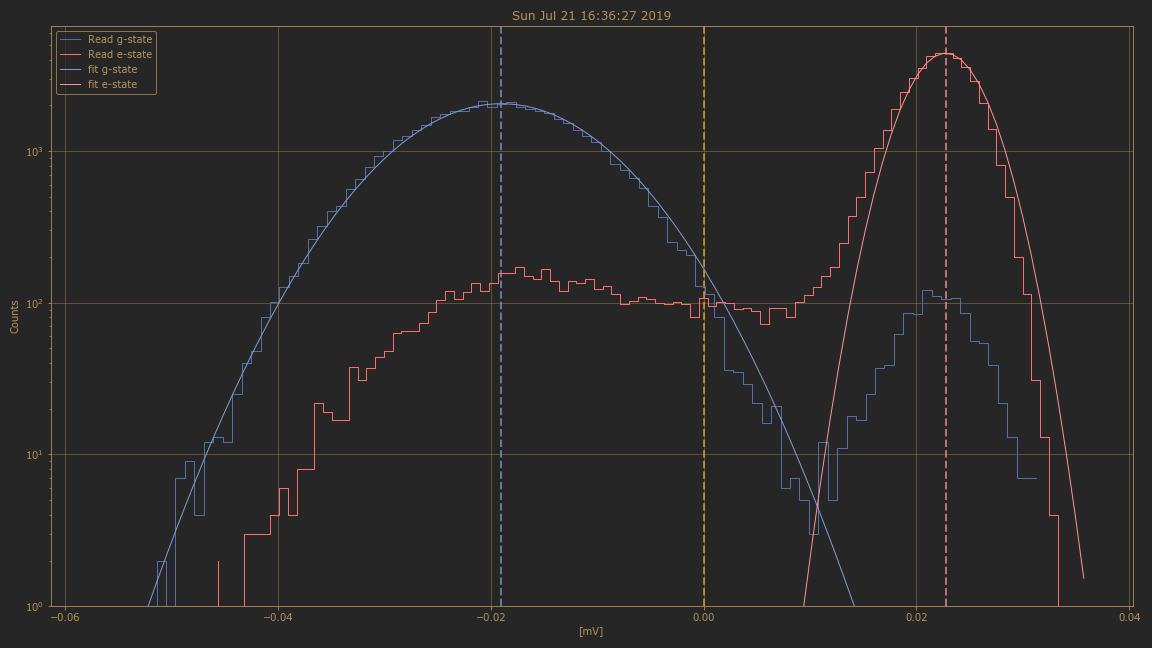 Sun Jul 21 16:36:27 2019
Read g-state
Read e-state
fit g-state
fit e-state
Counts
10³
10²
10¹
10⁰
−0.06 −0.04 −0.02 0.00 0.02 0.04
[mV]